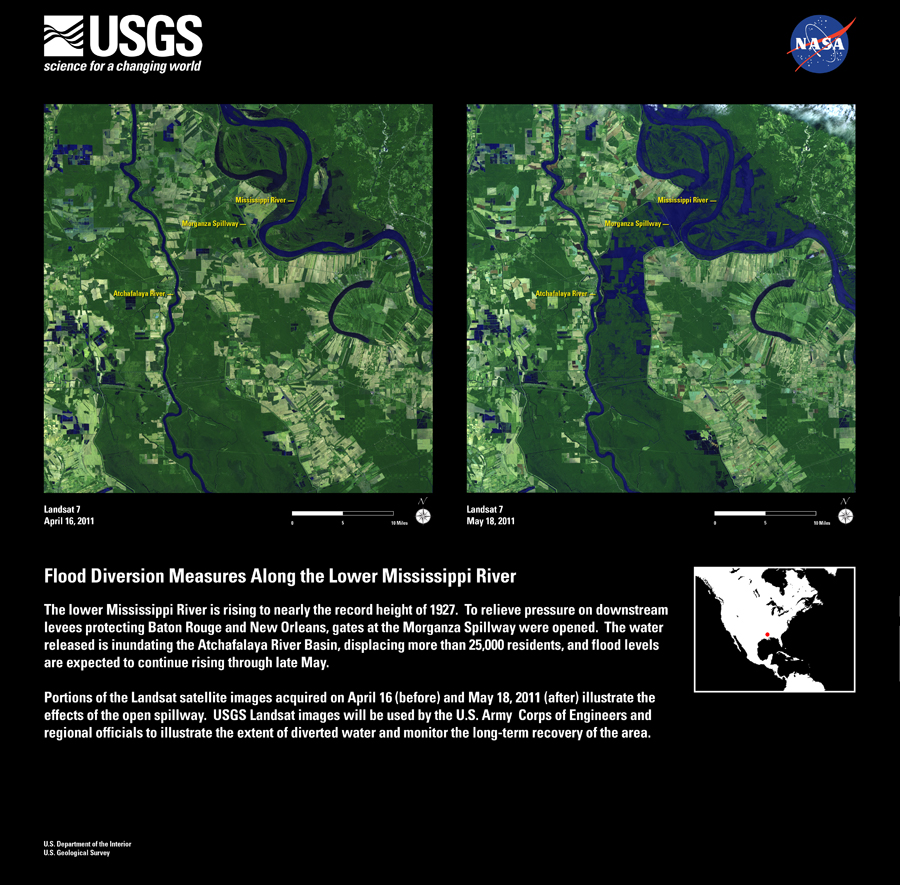 USGS
science for a changing world
NASA
Mississippi River
Morganza Spillway
Atchafalaya River
Mississippi River
Morganza Spillway
Atchafalaya River
Landsat 7
April 16, 2011
0 5 10 Miles
N
Landsat 7
May 18, 2011
0 5 10 Miles
N
Flood Diversion Measures Along the Lower Mississippi River
The lower Mississippi River is rising to nearly the record height of 1927. To relieve pressure on downstream
levees protecting Baton Rouge and New Orleans, gates at the Morganza Spillway were opened. The water
released is inundating the Atchafalaya River Basin, displacing more than 25,000 residents, and flood levels
are expected to continue rising through late May.
Portions of the Landsat satellite images acquired on April 16 (before) and May 18, 2011 (after) illustrate the
effects of the open spillway. USGS Landsat images will be used by the U.S. Army Corps of Engineers and
regional officials to illustrate the extent of diverted water and monitor the long-term recovery of the area.
U.S. Department of the Interior
U.S. Geological Survey